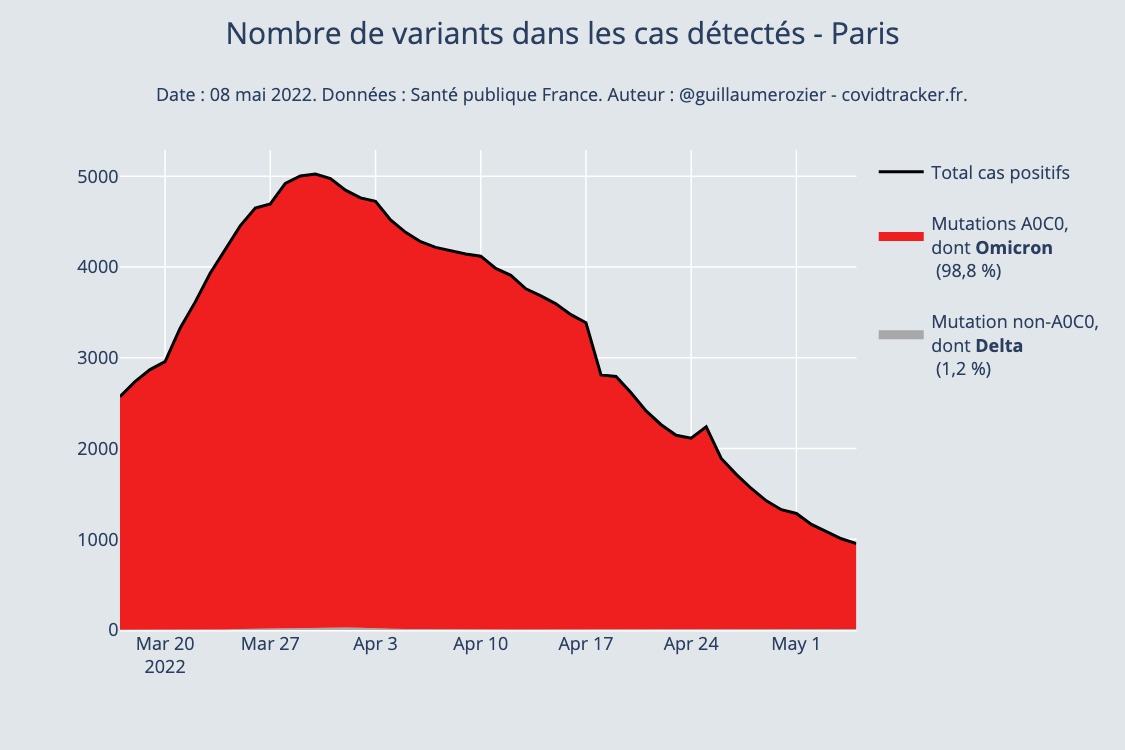 Nombre de variants dans les cas détectés - Paris
Date : 08 mai 2022. Données : Santé publique France. Auteur : @guillaumerozier - covidtracker.fr.
5000
4000
3000
2000
1000
0
Mar 20
2022
Mar 27
Apr 3
Apr 10
Apr 17
Apr 24
May 1
Total cas positifs
Mutations A0C0,
dont Omicron
(98,8 %)
Mutation non-A0C0,
dont Delta
(1,2 %)